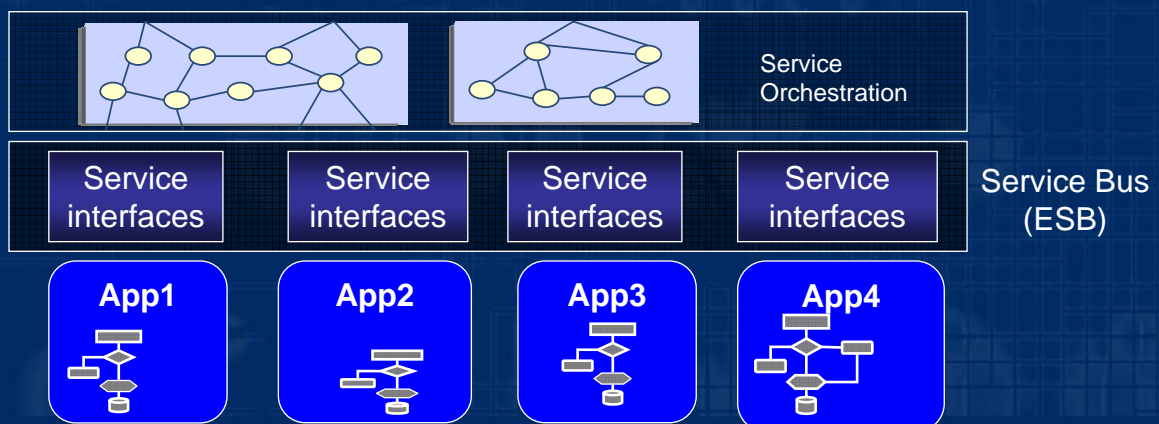 Service
Orchestration
Service
interfaces
Service
interfaces
Service
interfaces
Service
interfaces
Service Bus
(ESB)
App1
App2
App3
App4